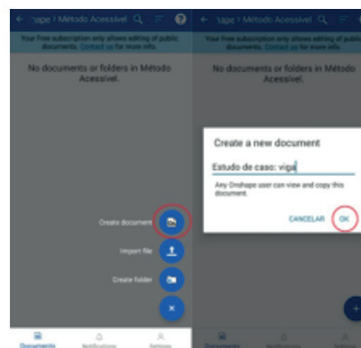 Método Acessível
Your Free subscription only allows editing of public
documents. Contact us for more info.
No documents or folders in Método
Acessível.
Create document
Import file
Create folder
Documents
Notifications
Settings
Método Acessível
Your Free subscription only allows editing of public
documents. Contact us for more info.
No documents or folders in Método
Acessível.
Create a new document
Estudo de caso: viga
Any Onshape user can view and copy this
document.
CANCELAR
OK
Documents
Notifications